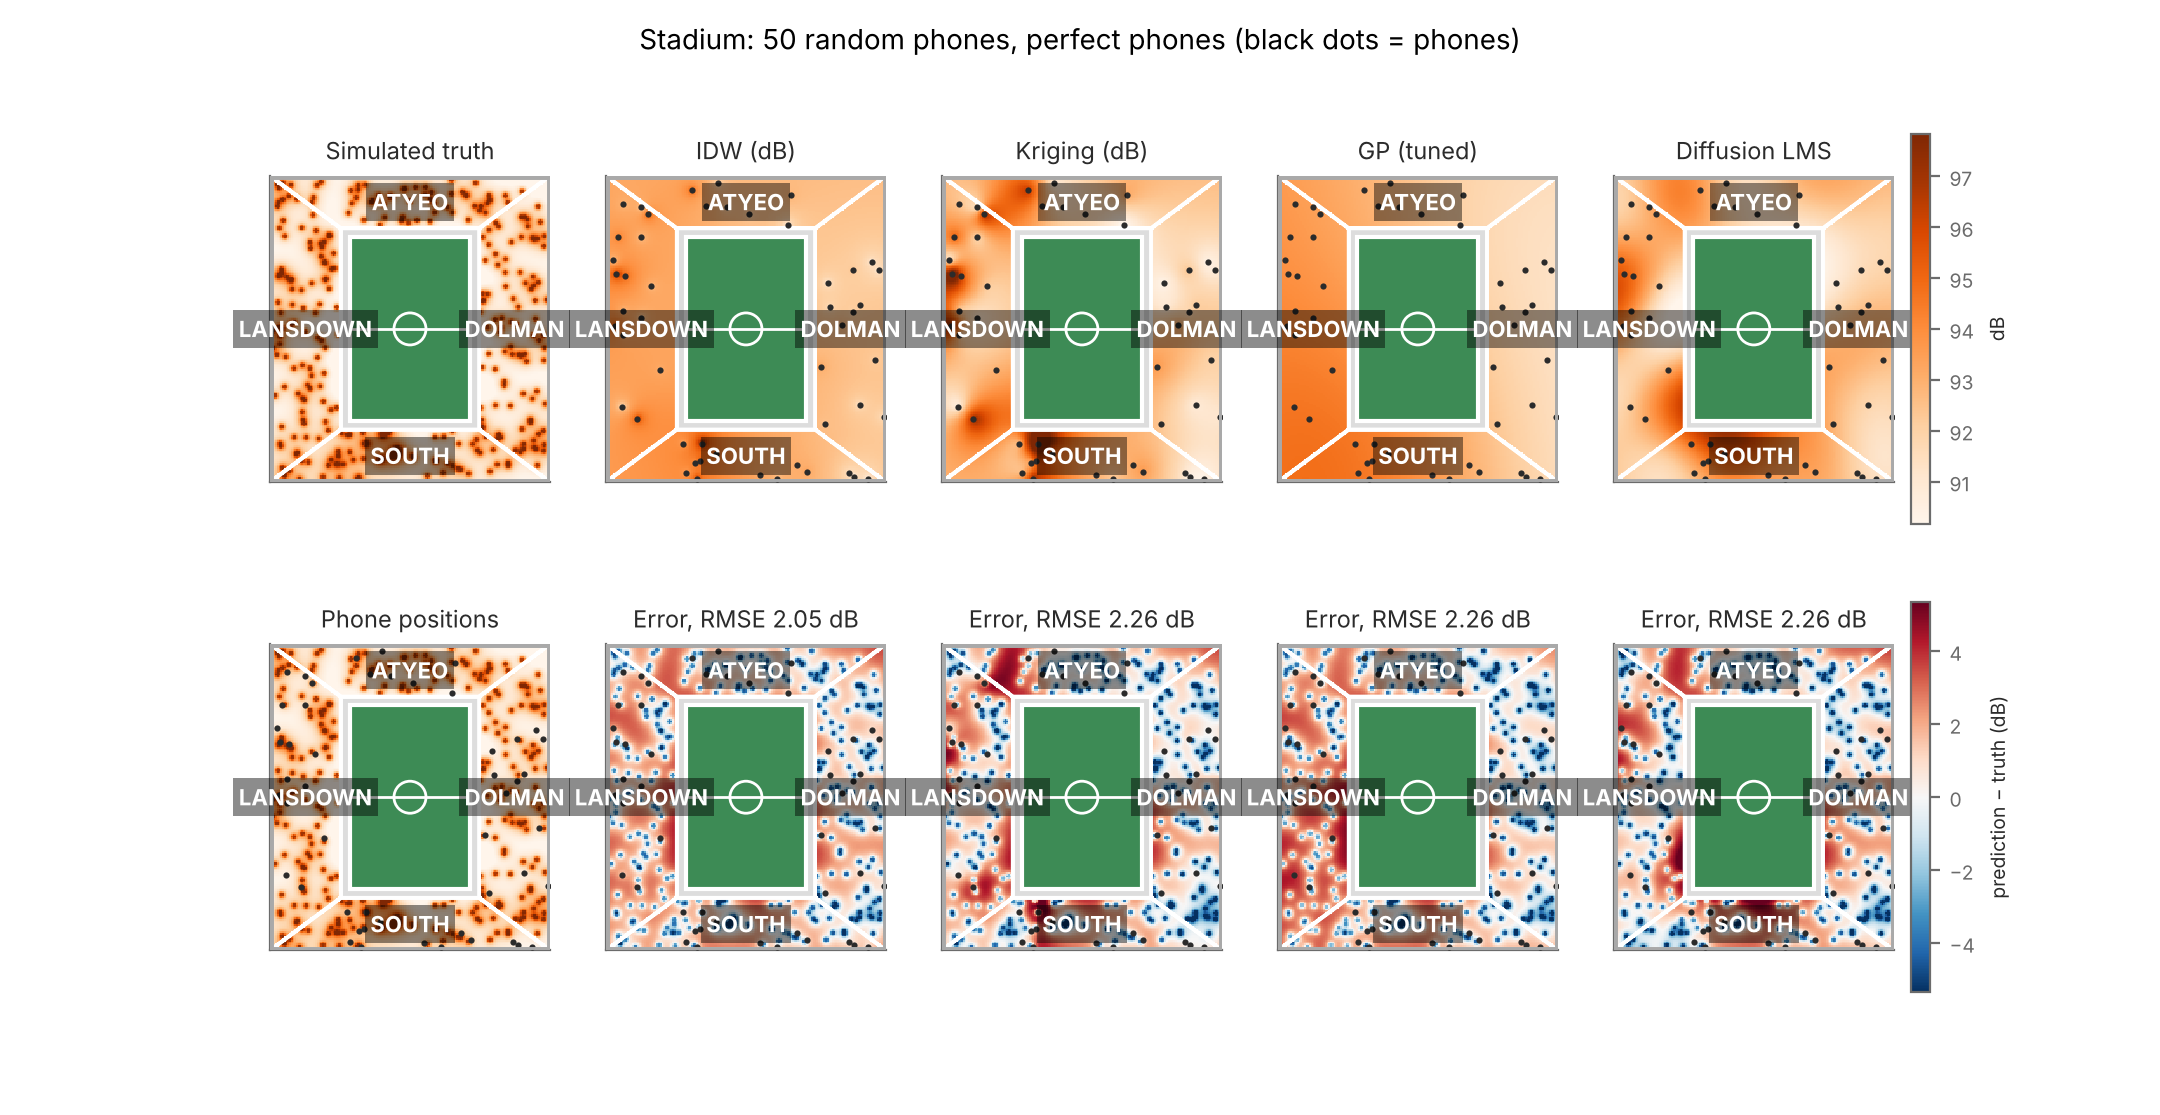 Stadium: 50 random phones, perfect phones (black dots = phones)
Simulated truth
IDW (dB)
Kriging (dB)
GP (tuned)
Diffusion LMS
ATYEO
ATYEO
ATYEO
ATYEO
ATYEO
LANSDOWN
DOLMAN
LANSDOWN
DOLMAN
LANSDOWN
DOLMAN
LANSDOWN
DOLMAN
LANSDOWN
DOLMAN
SOUTH
SOUTH
SOUTH
SOUTH
SOUTH
97
96
95
94
93
92
91
dB
Phone positions
Error, RMSE 2.05 dB
Error, RMSE 2.26 dB
Error, RMSE 2.26 dB
Error, RMSE 2.26 dB
ATYEO
ATYEO
ATYEO
ATYEO
ATYEO
LANSDOWN
DOLMAN
LANSDOWN
DOLMAN
LANSDOWN
DOLMAN
LANSDOWN
DOLMAN
LANSDOWN
DOLMAN
SOUTH
SOUTH
SOUTH
SOUTH
SOUTH
4
2
0
−2
−4
prediction − truth (dB)